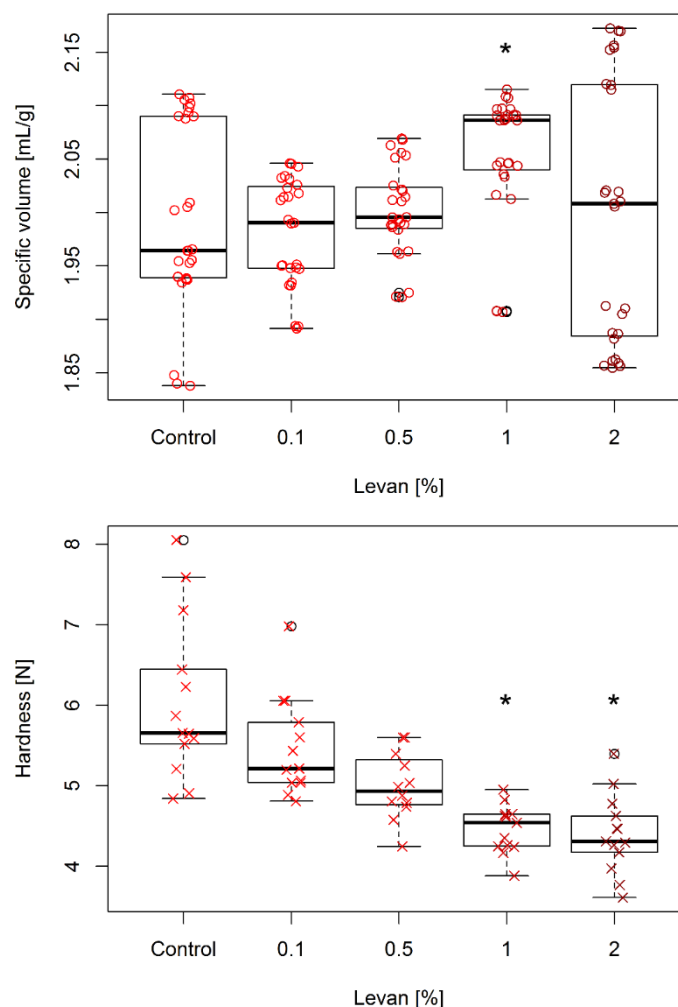 Specific volume [mL/g]
2.15
2.05
1.95
1.85
*
Control 0.1 0.5 1 2
Levan [%]
Hardness [N]
8
7
6
5
4
* *
Control 0.1 0.5 1 2
Levan [%]